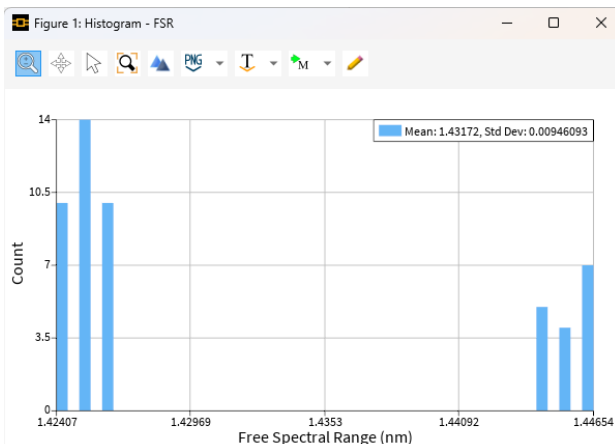 Figure 1: Histogram - FSR
PNG T M
Mean: 1.43172, Std Dev: 0.00946093
14
10.5
7
3.5
0
Count
1.42407 1.42969 1.4353 1.44092 1.44654
Free Spectral Range (nm)